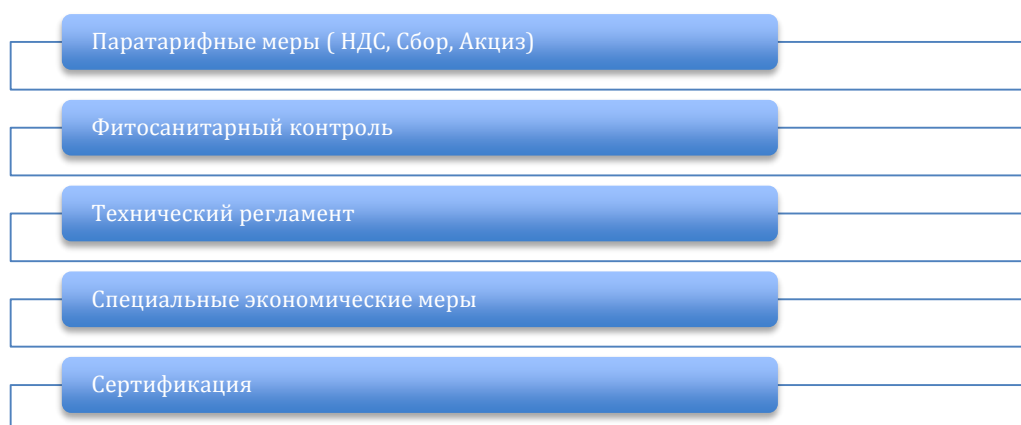 Паратарифные меры ( НДС, Сбор, Акциз)
Фитосанитарный контроль
Технический регламент
Специальные экономические меры
Сертификация